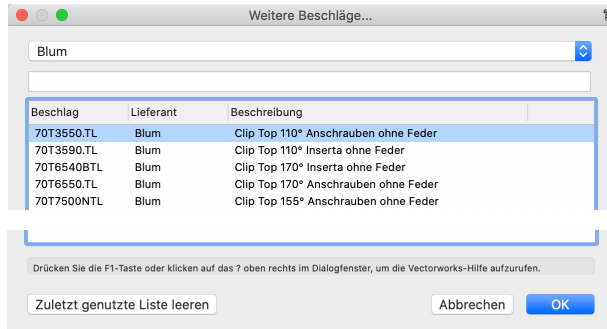 Weitere Beschläge...
Blum
Beschlag Lieferant Beschreibung
70T3550.TL Blum Clip Top 110° Anschrauben ohne Feder
70T3590.TL Blum Clip Top 110° Inserta ohne Feder
70T6540BTL Blum Clip Top 170° Inserta ohne Feder
70T6550.TL Blum Clip Top 170° Anschrauben ohne Feder
70T7500NTL Blum Clip Top 155° Anschrauben ohne Feder
Drücken Sie die F1-Taste oder klicken auf das ? oben rechts im Dialogfenster, um die Vectorworks-Hilfe aufzurufen.
Zuletzt genutzte Liste leeren Abbrechen OK